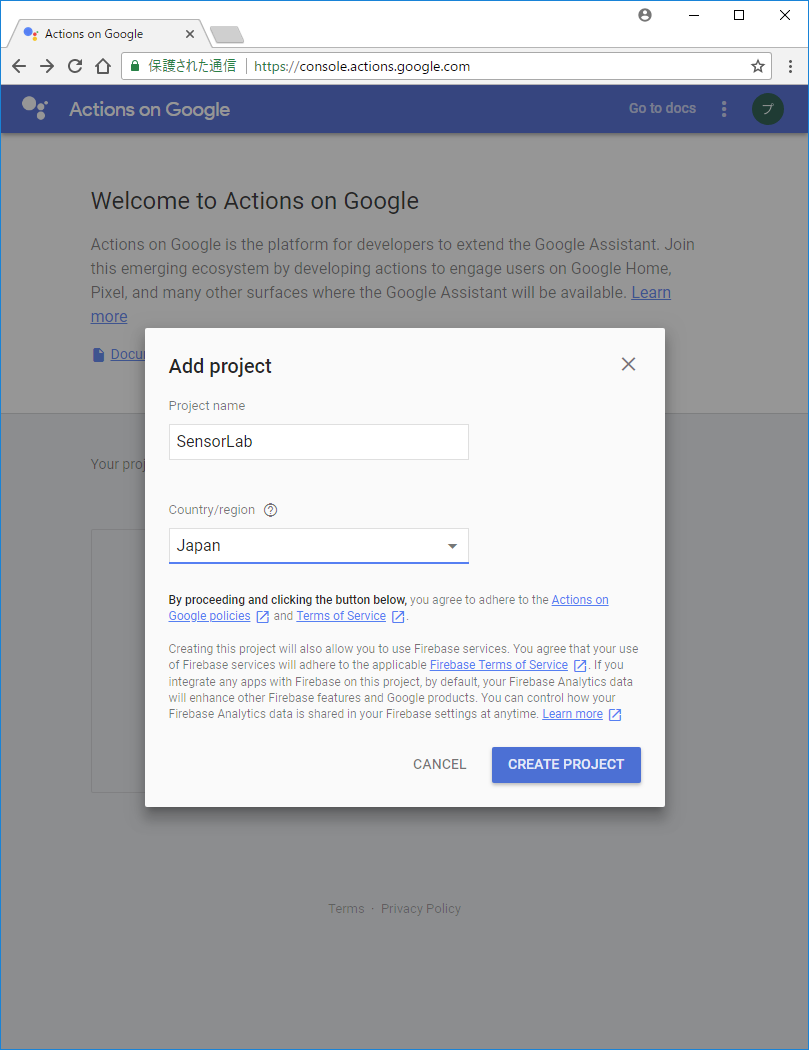 Actions on Google
保護された通信
https://console.actions.google.com
Actions on Google
Go to docs
プ
Welcome to Actions on Google
Actions on Google is the platform for developers to extend the Google Assistant. Join
this emerging ecosystem by developing actions to engage users on Google Home,
Pixel, and many other surfaces where the Google Assistant will be available. Learn
more
Docu
Your proj
Add project
Project name
SensorLab
Country/region
Japan
By proceeding and clicking the button below, you agree to adhere to the Actions on
Google policies and Terms of Service .
Creating this project will also allow you to use Firebase services. You agree that your use
of Firebase services will adhere to the applicable Firebase Terms of Service . If you
integrate any apps with Firebase on this project, by default, your Firebase Analytics data
will enhance other Firebase features and Google products. You can control how your
Firebase Analytics data is shared in your Firebase settings at anytime. Learn more
CANCEL
CREATE PROJECT
Terms · Privacy Policy